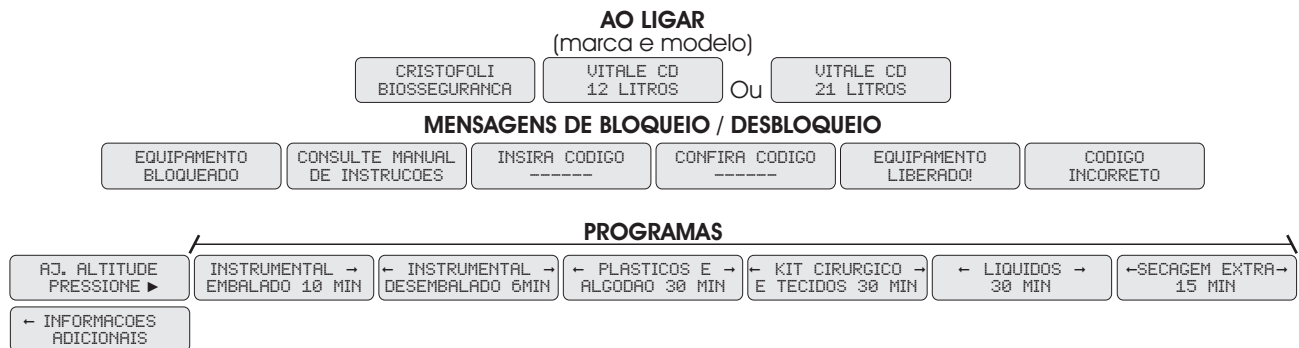 AO LIGAR
(marca e modelo)
CRISTOFOLI
BIOSSEGURANCA
VITALE CD
12 LITROS
Ou
VITALE CD
21 LITROS
MENSAGENS DE BLOQUEIO / DESBLOQUEIO
EQUIPAMENTO
BLOQUEADO
CONSULTE MANUAL
DE INSTRUCOES
INSIRA CODIGO
------
CONFIRA CODIGO
------
EQUIPAMENTO
LIBERADO!
CODIGO
INCORRETO
PROGRAMAS
AJ. ALTITUDE
PRESSIONE ►
INSTRUMENTAL →
EMBALADO 10 MIN
← INSTRUMENTAL →
DESEMBALADO 6MIN
← PLASTICOS E →
ALGODAO 30 MIN
← KIT CIRURGICO →
E TECIDOS 30 MIN
← LIQUIDOS →
30 MIN
←SECAGEM EXTRA→
15 MIN
← INFORMACOES
ADICIONAIS